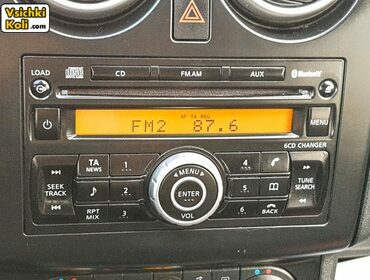 Vsichki
Koli .com
LOAD
CD
FM.AM
AUX
Bluetooth
AF TA REG
FM2 87.6
MENU
6CD CHANGER
TA
NEWS
1
4
SEEK
TRACK
MENU
ENTER
VOL
2
5
TUNE
SEARCH
RPT
MIX
3
6
BACK